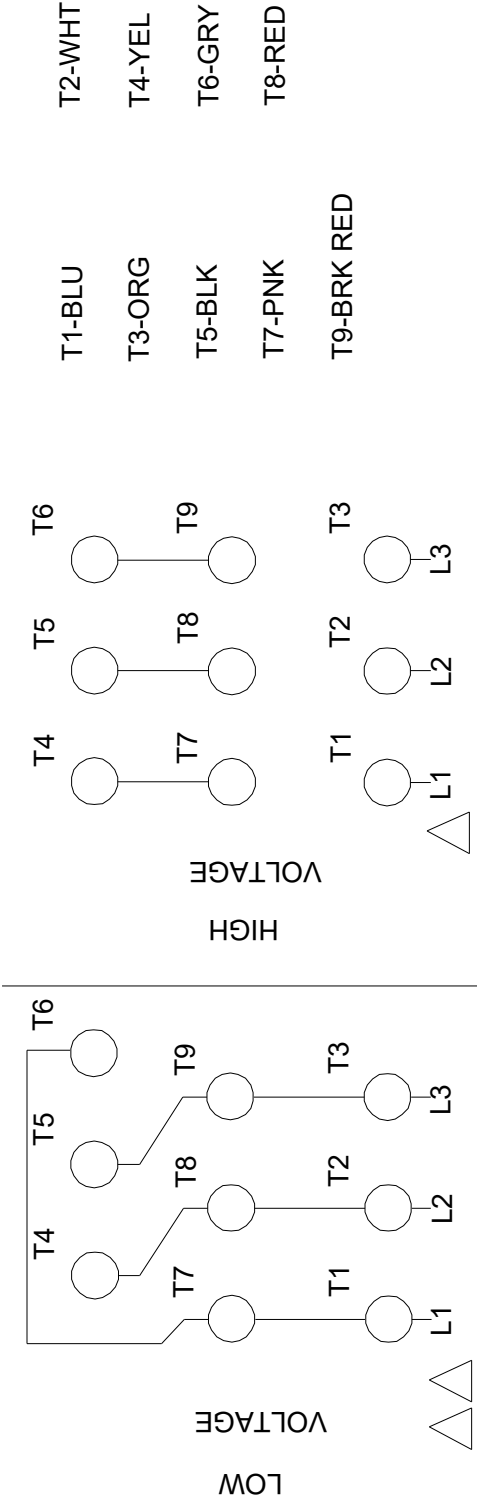 LOW
VOLTAGE
T4
T5
T6
T7
T8
T9
T1
T2
T3
L1
L2
L3
HIGH
VOLTAGE
T4
T5
T6
T7
T8
T9
T1
T2
T3
L1
L2
L3
T1-BLU
T2-WHT
T3-ORG
T4-YEL
T5-BLK
T6-GRY
T7-PNK
T8-RED
T9-BRK RED